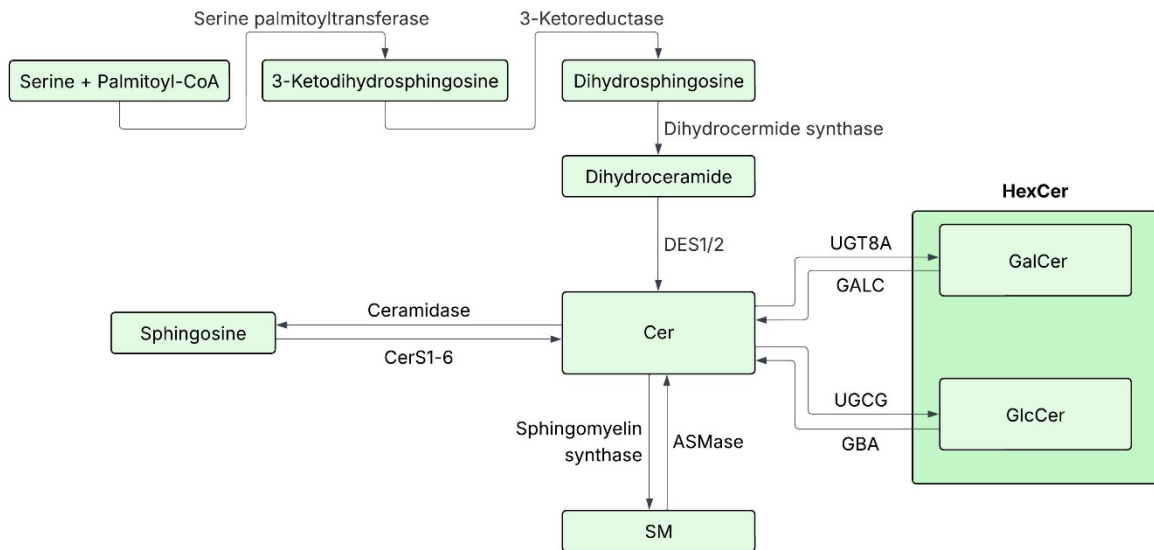 Serine palmitoyltransferase
3-Ketoreductase
Serine + Palmitoyl-CoA
3-Ketodihydrosphingosine
Dihydrosphingosine
Dihydrocermide synthase
Dihydroceramide
HexCer
DES1/2
UGT8A
GalCer
GALC
Ceramidase
Sphingosine
Cer
CerS1-6
UGCG
GlcCer
GBA
Sphingomyelin
synthase
ASMase
SM